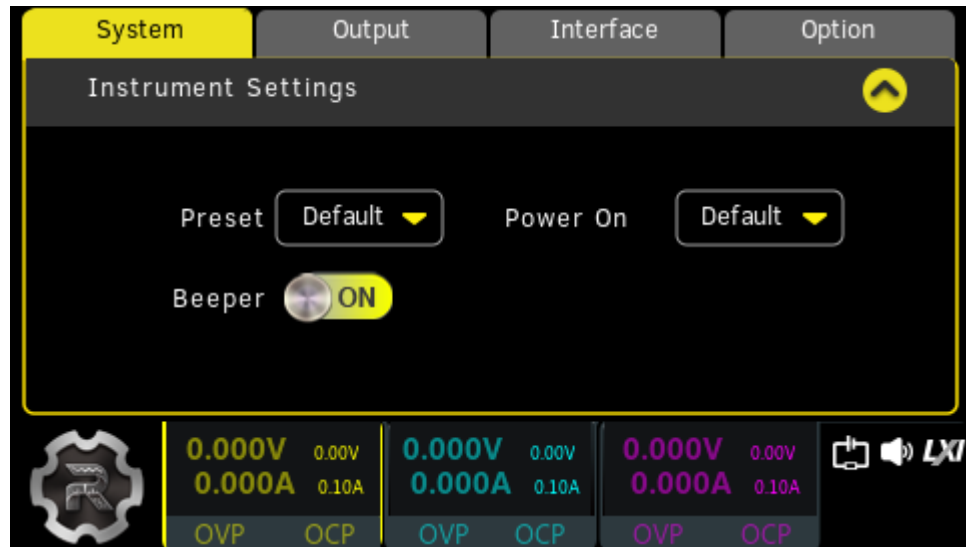 System Output Interface Option
Instrument Settings
Preset Default Power On Default
Beeper ON
0.000V 0.00V 0.000V 0.00V 0.000V 0.00V LXI
0.000A 0.10A 0.000A 0.10A 0.000A 0.10A
R
OVP OCP OVP OCP OVP OCP